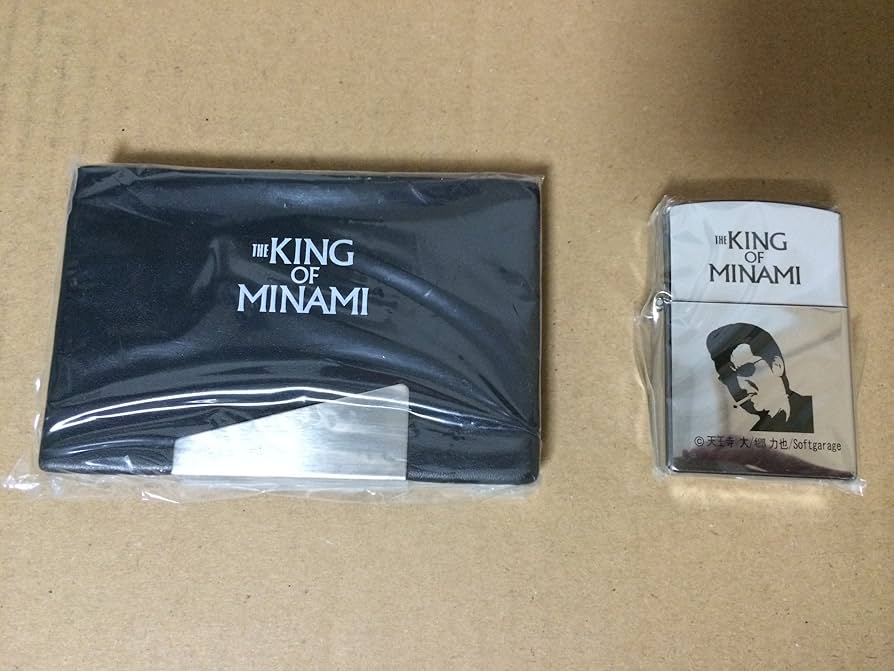 THE KING
OF
MINAMI
THE KING
OF
MINAMI
© 天王寺 大/郷 力也/Softgarage